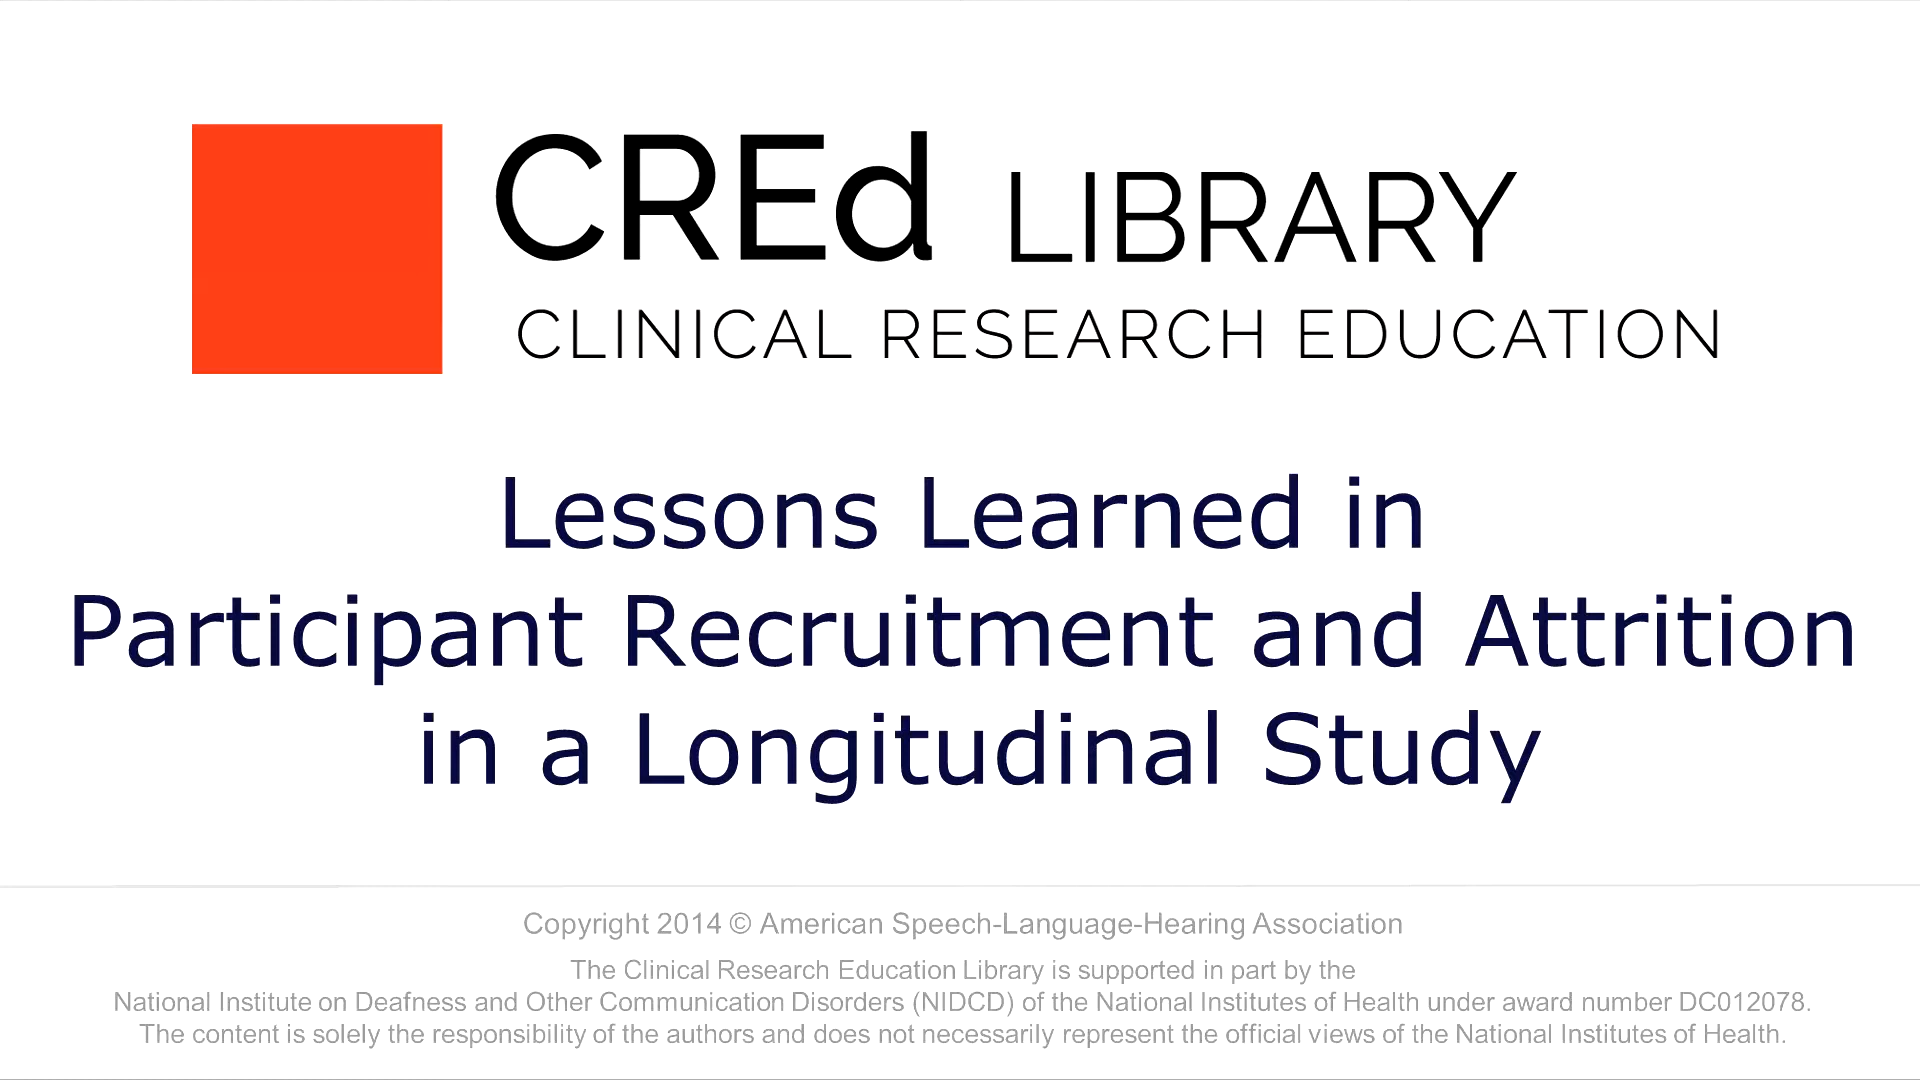 CREd LIBRARY
CLINICAL RESEARCH EDUCATION
Lessons Learned in
Participant Recruitment and Attrition
in a Longitudinal Study
Copyright 2014 © American Speech-Language-Hearing Association
The Clinical Research Education Library is supported in part by the
National Institute on Deafness and Other Communication Disorders (NIDCD) of the National Institutes of Health under award number DC012078.
The content is solely the responsibility of the authors and does not necessarily represent the official views of the National Institutes of Health.